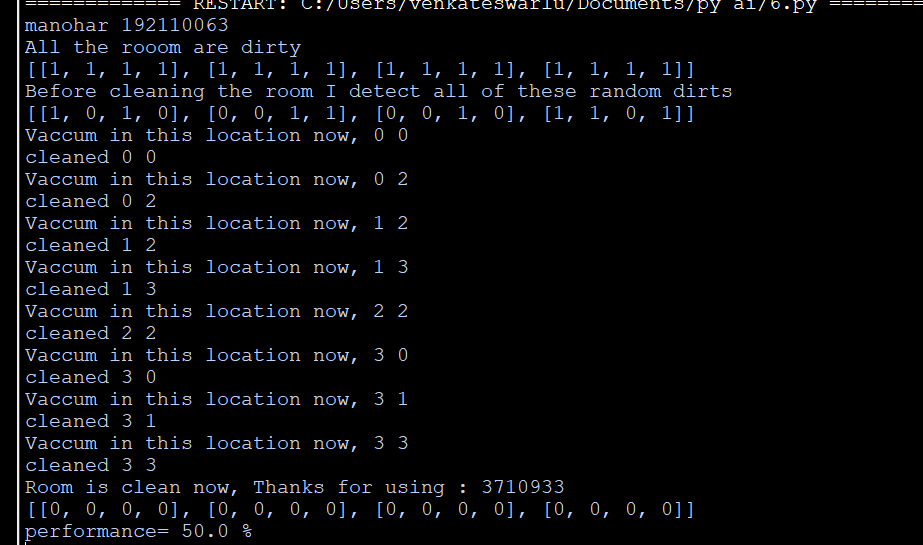 ============= RESTART: C:/Users/venkateswarlu/Documents/py ai/6.py ========
manohar 192110063
All the rooom are dirty
[[1, 1, 1, 1], [1, 1, 1, 1], [1, 1, 1, 1], [1, 1, 1, 1]]
Before cleaning the room I detect all of these random dirts
[[1, 0, 1, 0], [0, 0, 1, 1], [0, 0, 1, 0], [1, 1, 0, 1]]
Vaccum in this location now, 0 0
cleaned 0 0
Vaccum in this location now, 0 2
cleaned 0 2
Vaccum in this location now, 1 2
cleaned 1 2
Vaccum in this location now, 1 3
cleaned 1 3
Vaccum in this location now, 2 2
cleaned 2 2
Vaccum in this location now, 3 0
cleaned 3 0
Vaccum in this location now, 3 1
cleaned 3 1
Vaccum in this location now, 3 3
cleaned 3 3
Room is clean now, Thanks for using : 3710933
[[0, 0, 0, 0], [0, 0, 0, 0], [0, 0, 0, 0], [0, 0, 0, 0]]
performance= 50.0 %